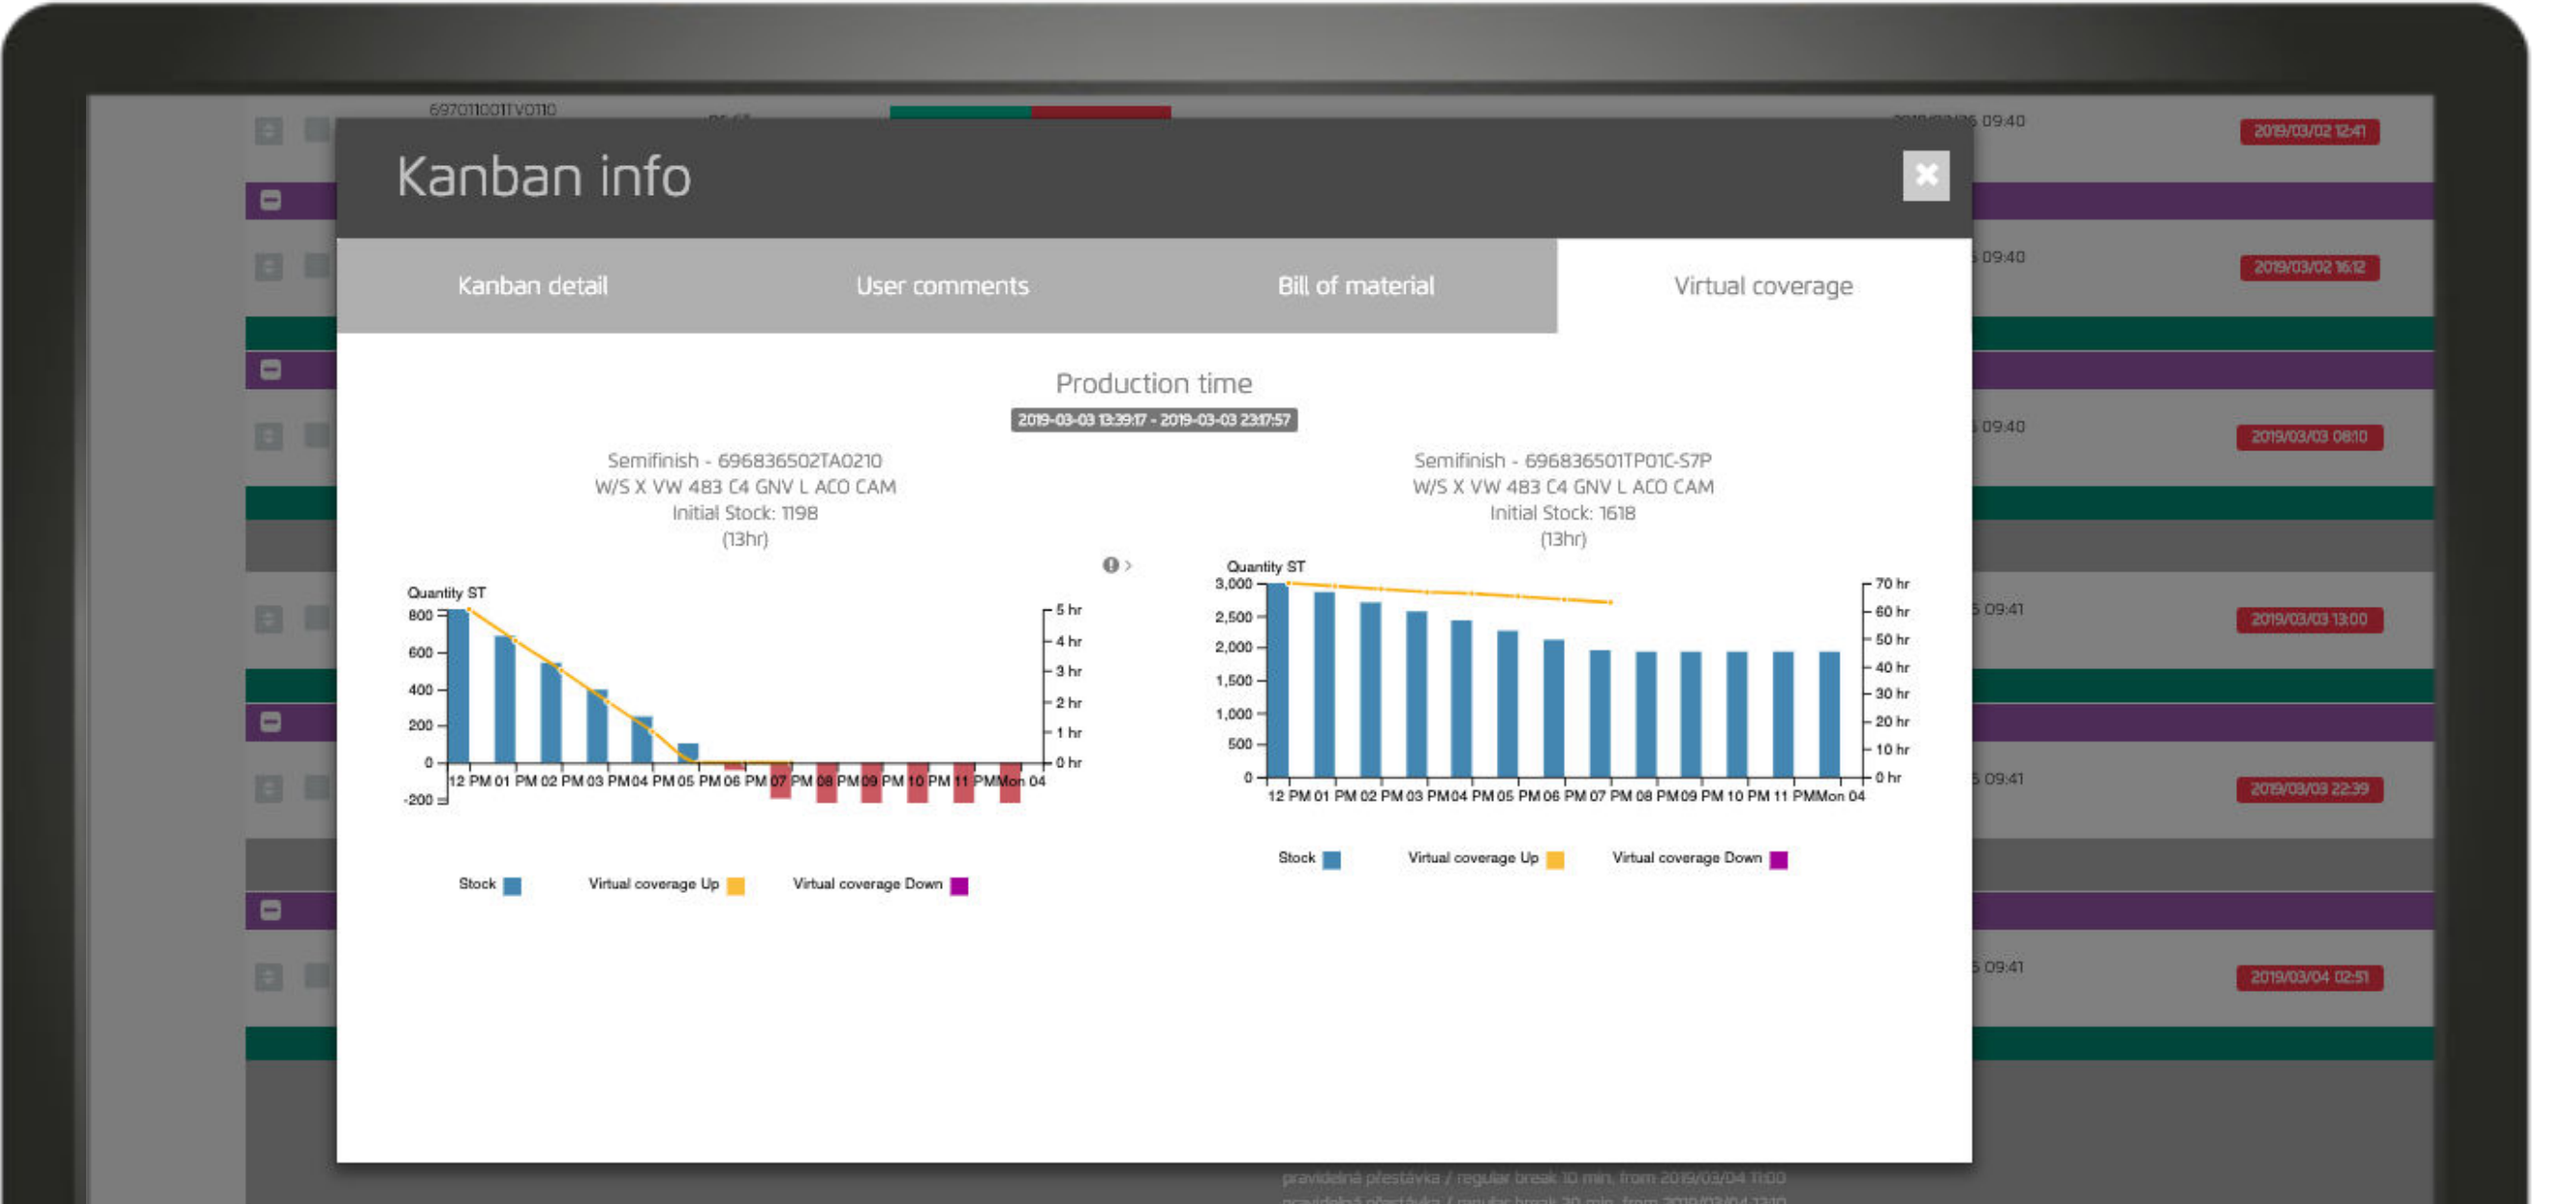 697011001TV0110
09:40
2019/03/02 12:41
Kanban info
09:40
2019/03/02 16:12
Kanban detail
User comments
Bill of material
Virtual coverage
Production time
2019-03-03 13:39:17 - 2019-03-03 23:17:57
09:40
2019/03/03 08:10
Semifinish - 696836502TA0210
W/S X VW 483 C4 GNV L ACO CAM
Initial Stock: 1198
(13hr)
Semifinish - 696836501TP01C-S7P
W/S X VW 483 C4 GNV L ACO CAM
Initial Stock: 1618
(13hr)
Quantity ST
800
600
400
200
0
-200
5 hr
4 hr
3 hr
2 hr
1 hr
0 hr
12 PM 01 PM 02 PM 03 PM 04 PM 05 PM 06 PM 07 PM 08 PM 09 PM 10 PM 11 PM Mon 04
Stock
Virtual coverage Up
Virtual coverage Down
Quantity ST
3,000
2,500
2,000
1,500
1,000
500
0
70 hr
60 hr
50 hr
40 hr
30 hr
20 hr
10 hr
0 hr
12 PM 01 PM 02 PM 03 PM 04 PM 05 PM 06 PM 07 PM 08 PM 09 PM 10 PM 11 PM Mon 04
Stock
Virtual coverage Up
Virtual coverage Down
09:41
2019/03/03 13:00
09:41
2019/03/03 22:39
09:41
2019/03/04 02:51
pravidelná přestávka / regular break 10 min, from 2019/03/04 11:00